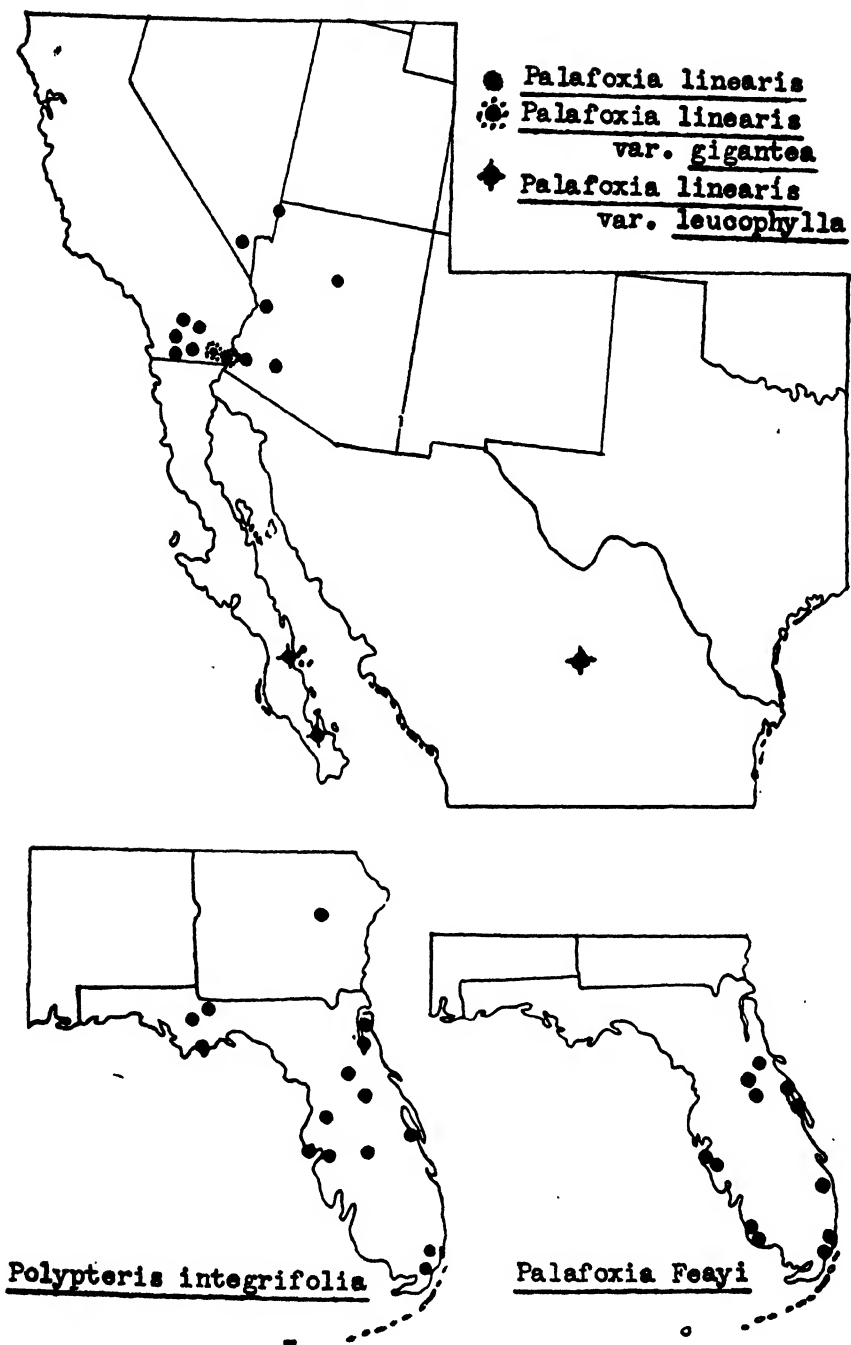 Palafoxia linearis
Palafoxia linearis
var. gigantea
Palafoxia linearis
var. leucophylla
Polypteris integrifolia
Palafoxia Feayi